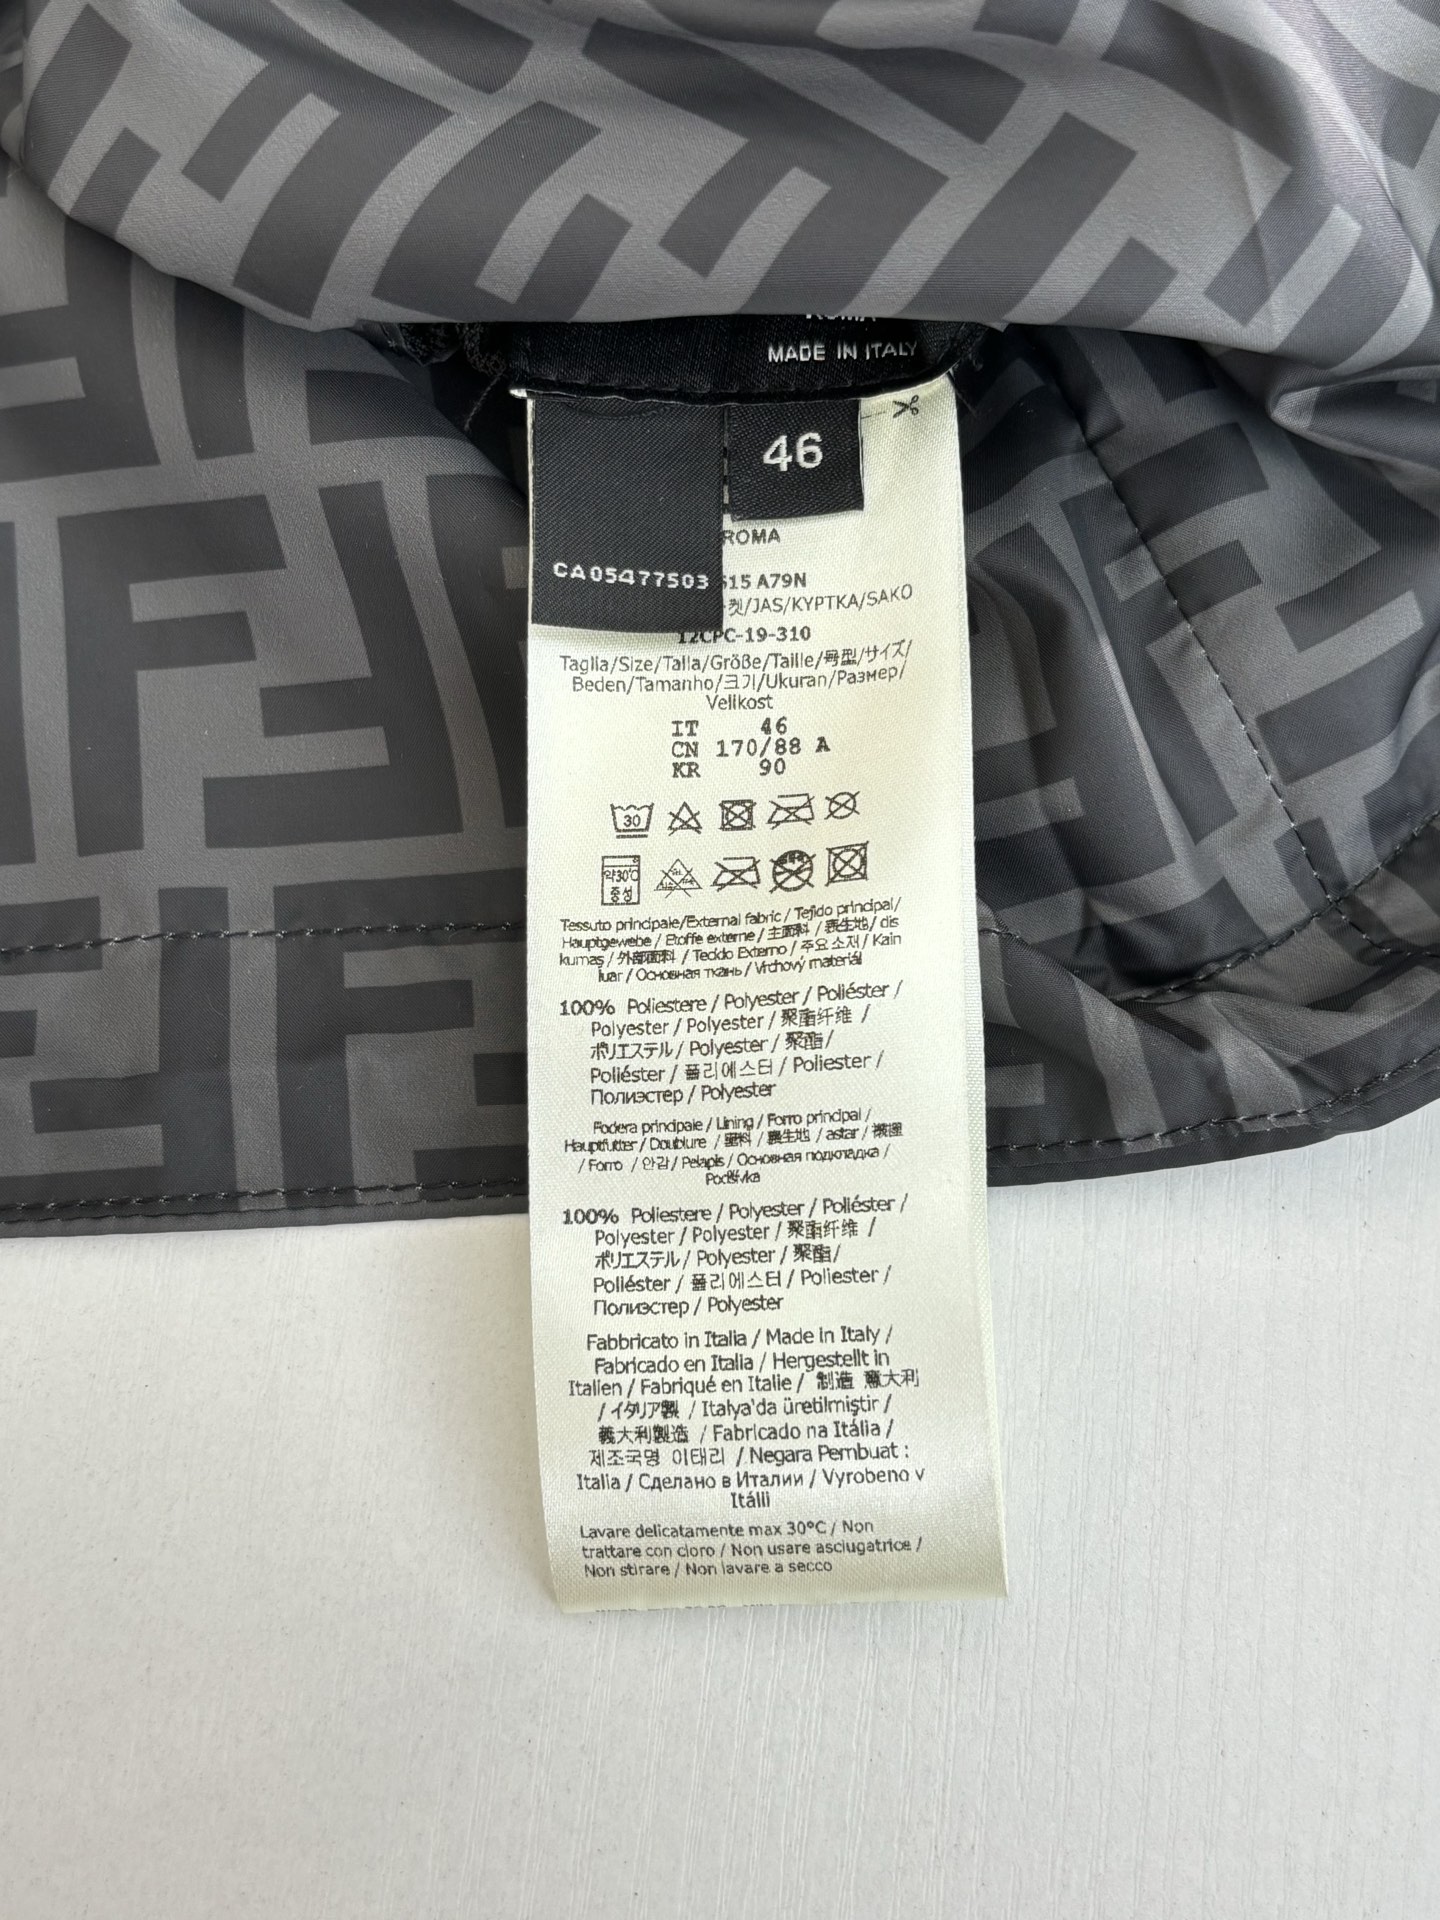 MADE IN ITALY
46
CA05477503
ROMA
A79N
/JAS/KYPTKA/SAKO
12CPC-19-310
Taglia/Size/Talla/Größe/Taille/号型/サイズ/
Beden/Tamanho/크기/Ukuran/Размер/
Velikost
IT 46
CN 170/88 A
KR 90
30
약30℃
중성
Tessuto principale/External fabric / Tejido principal/
Hauptgewebe / Etoffe externe / 主面料 / 表生地/ dis
kumaş / 外部面料 / Tecido Externo / 주요 소재 / Kain
luar / Основная ткань / Vrchový materiál
100% Poliestere / Polyester / Poliéster /
Polyester / Polyester / 聚酯纤维 /
ポリエステル / Polyester / 聚酯/
Poliéster / 폴리에스터 / Poliester /
Полиэстер / Polyester
Fodera principale / Lining / Forro principal /
Hauptfutter / Doublure / 里料 / 裏生地 / astar / 襯裡
/ Forro / 안감 / Pelapis / Основная подкладка /
Podšívka
100% Poliestere / Polyester / Poliéster /
Polyester / Polyester / 聚酯纤维 /
ポリエステル / Polyester / 聚酯/
Poliéster / 폴리에스터 / Poliester /
Полиэстер / Polyester
Fabbricato in Italia / Made in Italy /
Fabricado en Italia / Hergestellt in
Italien / Fabriqué en Italie / 制造 意大利
/ イタリア製 / Italya'da üretilmiştir /
義大利製造 / Fabricado na Itália /
제조국명 이태리 / Negara Pembuat :
Italia / Сделано в Италии / Vyrobeno v
Itálii
Lavare delicatamente max 30°C / Non
trattare con cloro / Non usare asciugatrice /
Non stirare / Non lavare a secco